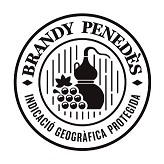 BRANDY PENEDÈS
INDICACIÓ GEOGRÀFICA PROTEGIDA